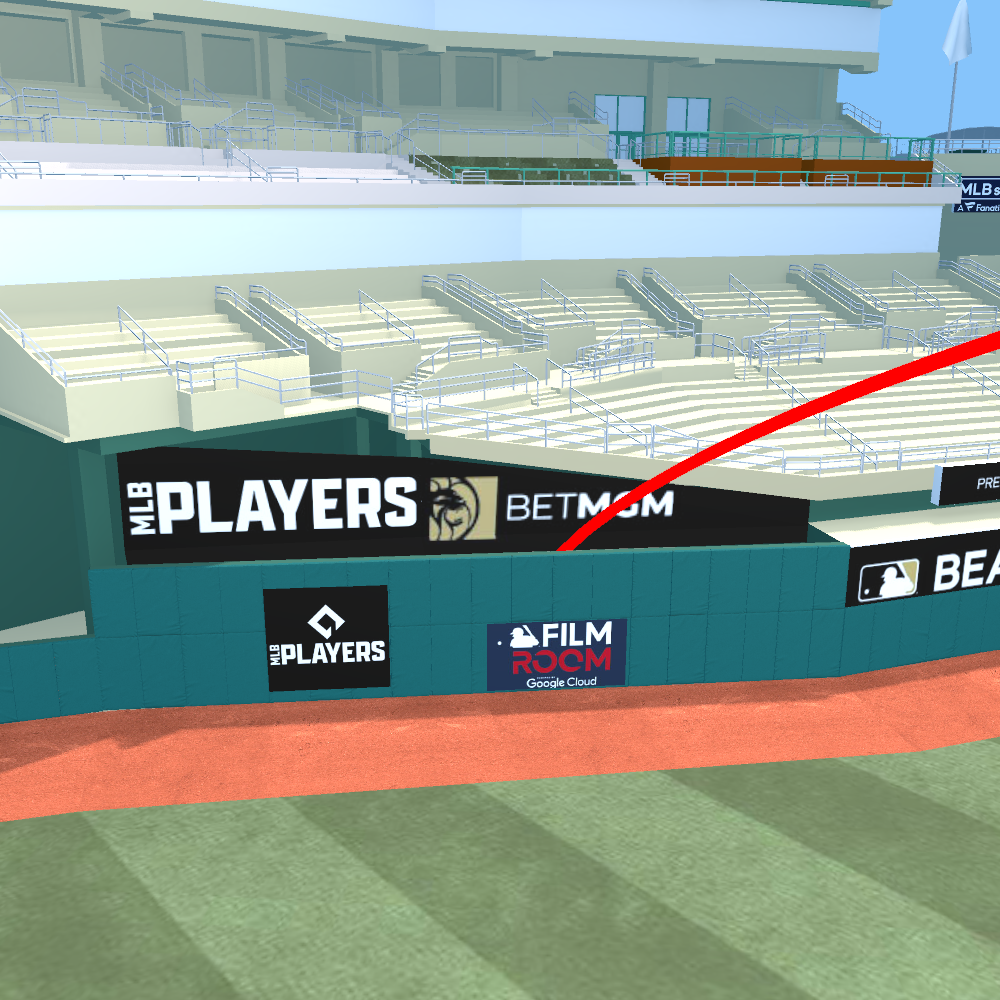 MLB s
A Fanati
MLB PLAYERS
BETMGM
PRE
BEA
MLB PLAYERS
FILM
ROOM
Google Cloud